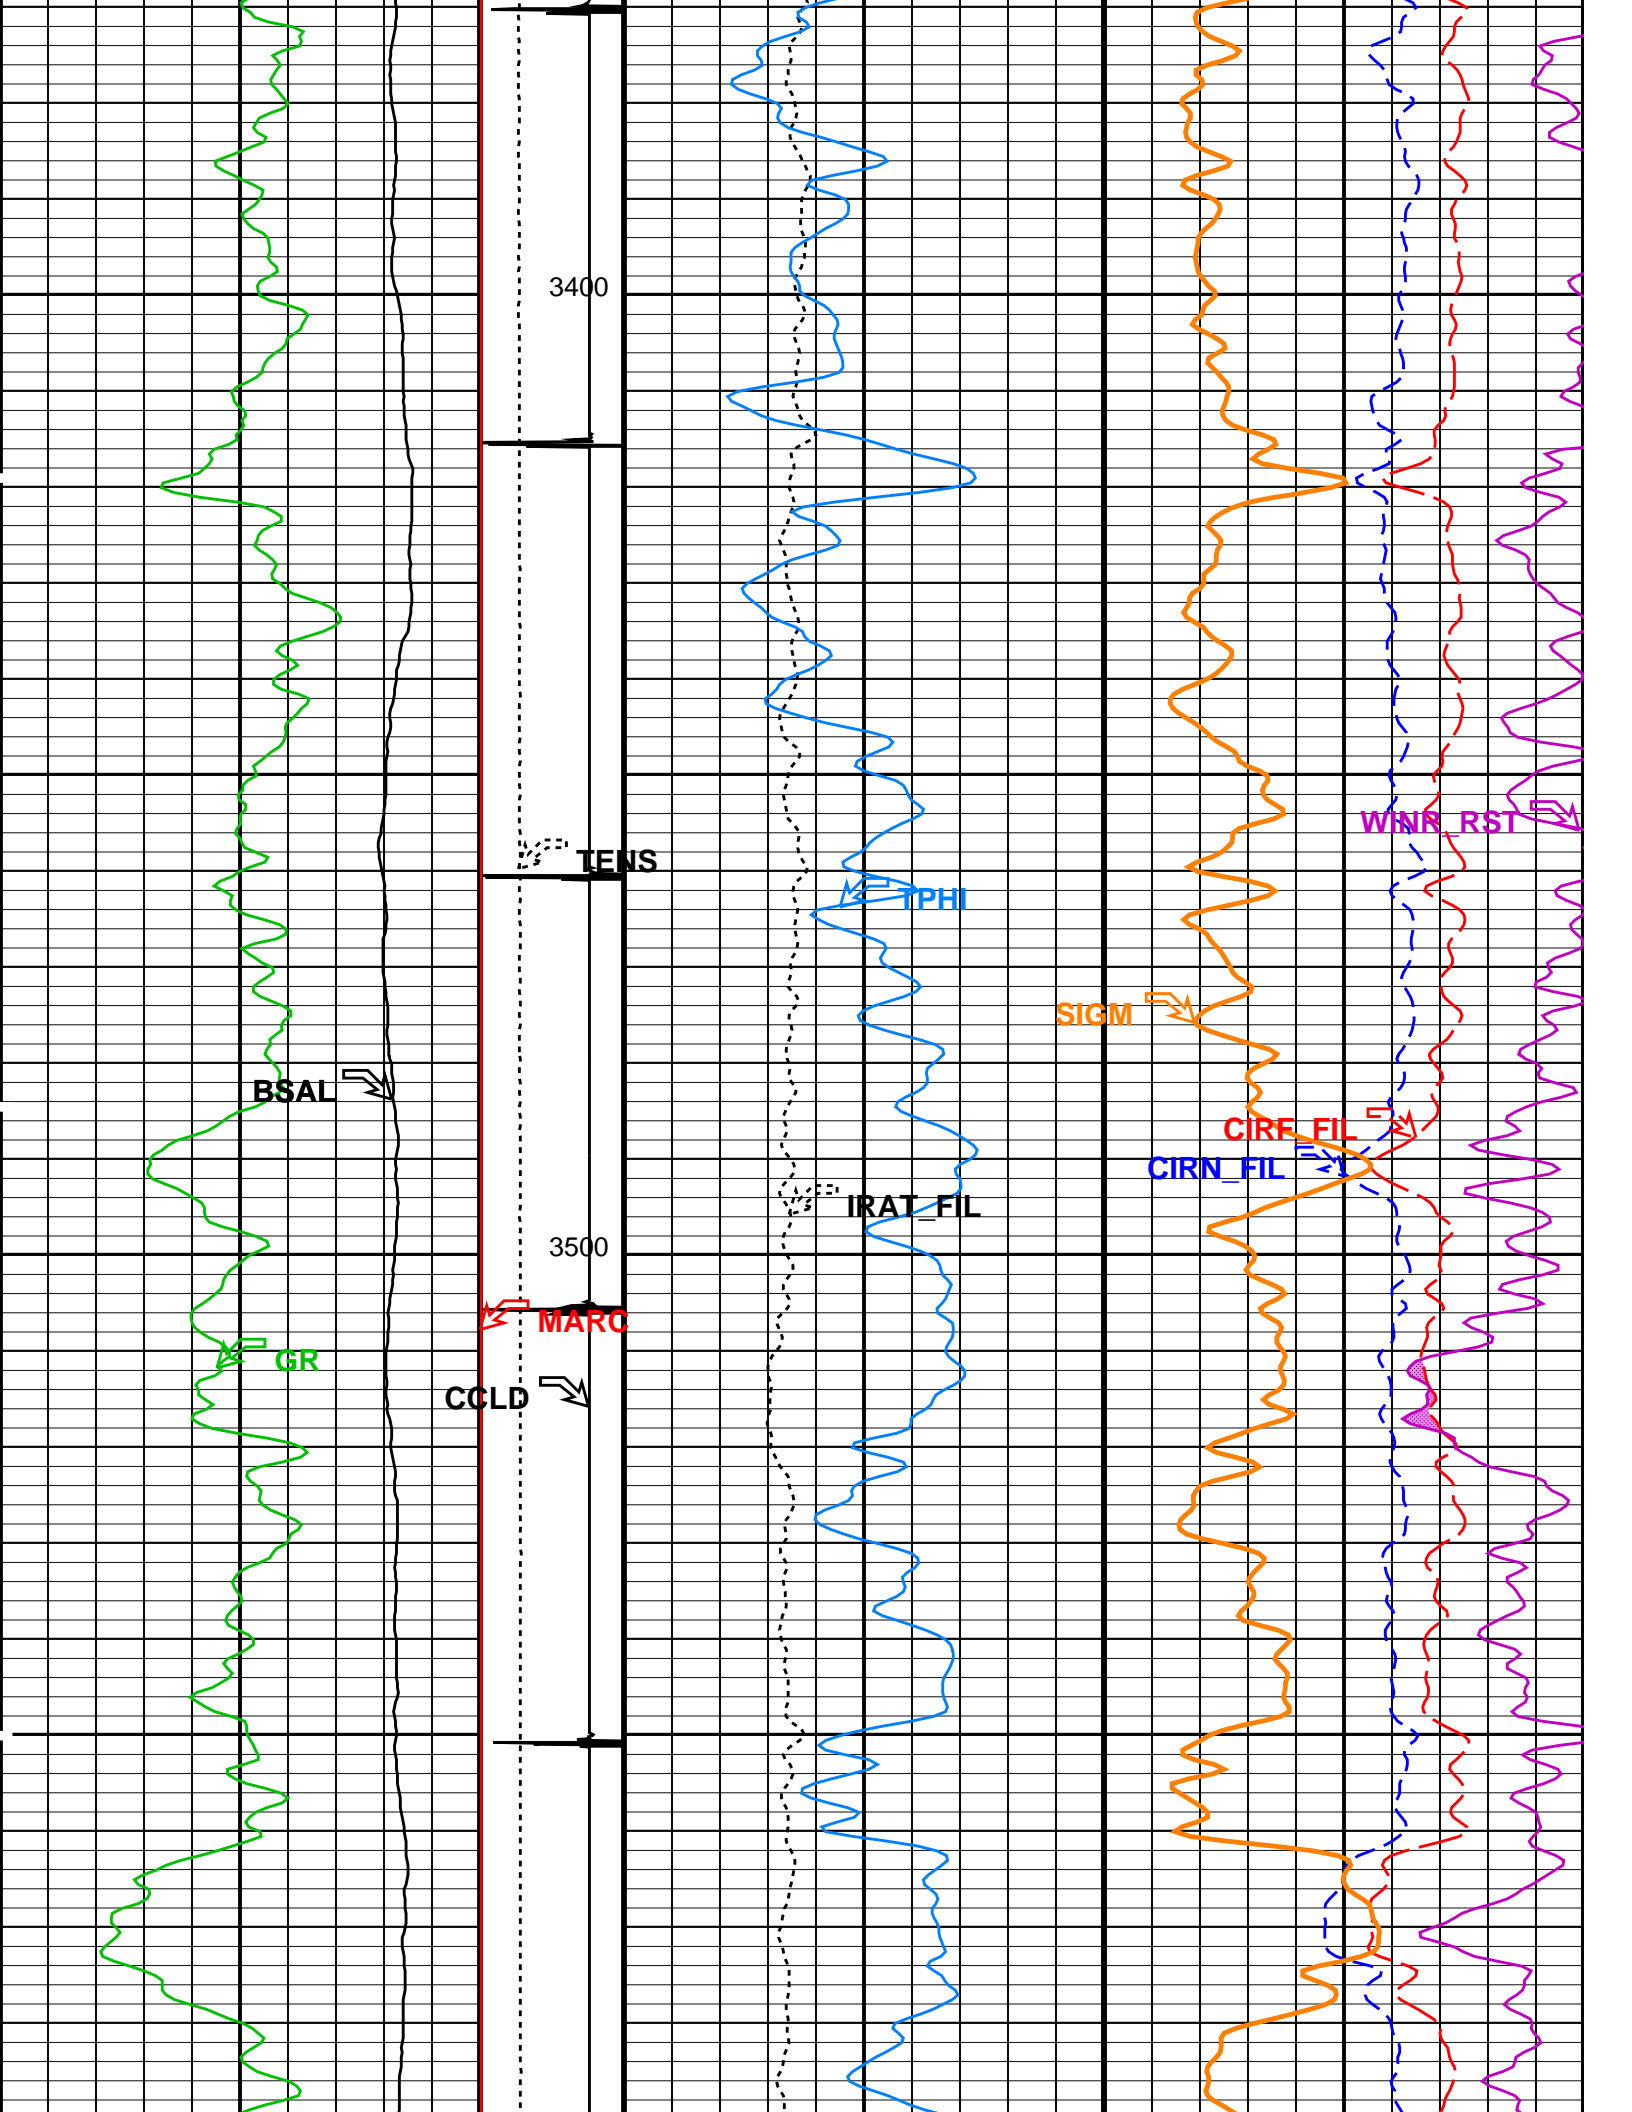 3400
WINR_RST
TENS
TPHI
SIGM
BSAL
CIRF_FIL
CIRN_FIL
IRAT_FIL
3500
MARC
GR
CCLD